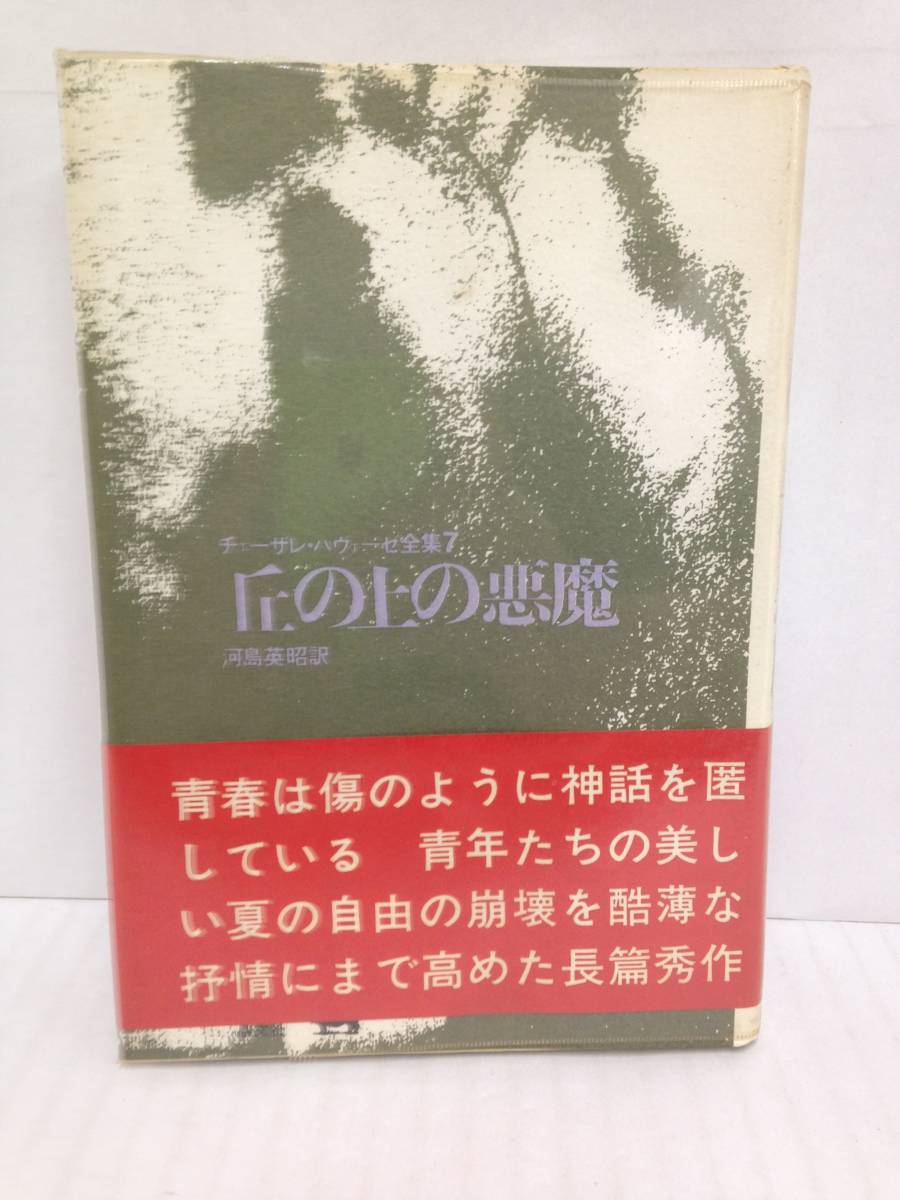 チェーザレ・パヴェーゼ全集7
丘の上の悪魔
河島英昭訳
青春は傷のように神話を匿
している　青年たちの美し
い夏の自由の崩壊を酷薄な
抒情にまで高めた長篇秀作